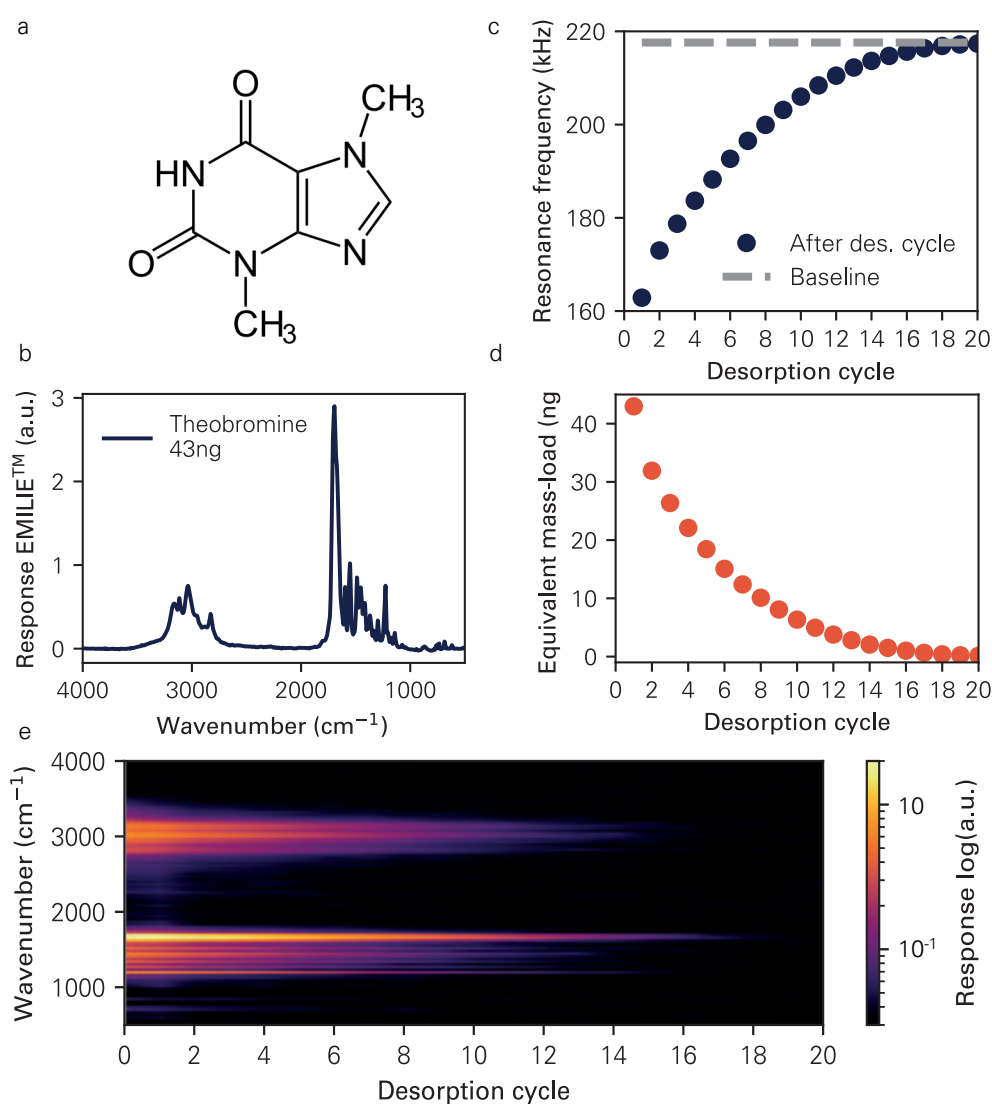 a
O
CH₃
HN
N
O
N
N
CH₃
b
Response EMILIE™ (a.u.)
3
2
1
0
Theobromine
43ng
4000 3000 2000 1000
Wavenumber (cm⁻¹)
c
Resonance frequency (kHz)
220
200
180
160
After des. cycle
Baseline
0 2 4 6 8 10 12 14 16 18 20
Desorption cycle
d
Equivalent mass-load (ng
40
30
20
10
0
0 2 4 6 8 10 12 14 16 18 20
Desorption cycle
e
Wavenumber (cm⁻¹)
4000
3000
2000
1000
0 2 4 6 8 10 12 14 16 18 20
Desorption cycle
10
10⁻¹
Response log(a.u.)